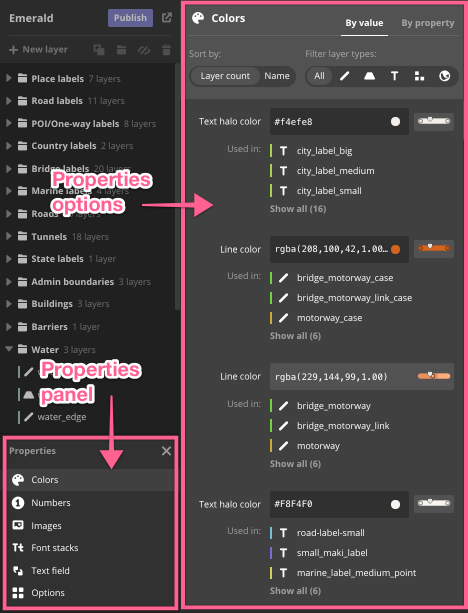 Emerald
Publish
New layer
Place labels 7 layers
Road labels 11 layers
POI/One-way labels 8 layers
Country labels 2 layers
Bridge labels 20 layers
Marine labels 4 layers
Roads
Tunnels 18 layers
State labels 1 layer
Admin boundaries 3 layers
Buildings 3 layers
Barriers 1 layer
Water 3 layers
water_edge
Properties
options
Properties
panel
Properties
Colors
Numbers
Images
Font stacks
Text field
Options
Colors
By value
By property
Sort by:
Filter layer types:
Layer count
Name
All
Text halo color
#f4efe8
Used in:
city_label_big
city_label_medium
city_label_small
Show all (16)
Line color
rgba(208,100,42,1.00…
Used in:
bridge_motorway_case
bridge_motorway_link_case
motorway_case
Show all (6)
Line color
rgba(229,144,99,1.00)
Used in:
bridge_motorway
bridge_motorway_link
motorway
Show all (6)
Text halo color
#F8F4F0
Used in:
road-label-small
small_maki_label
marine_label_medium_point
Show all (6)